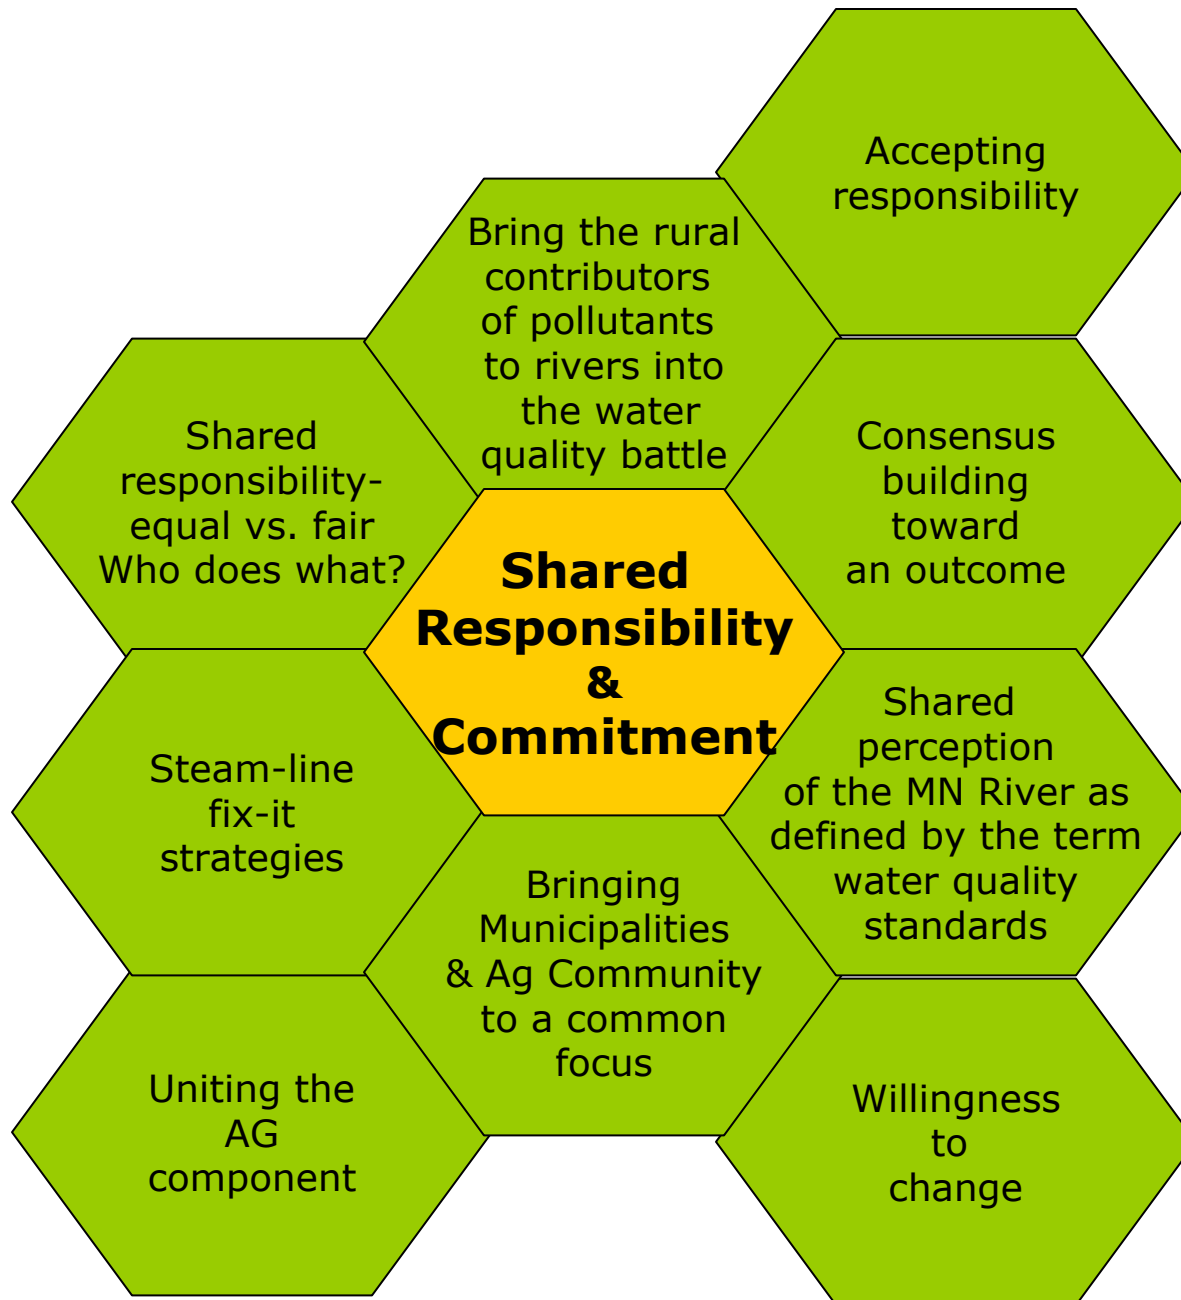 Accepting
responsibility
Bring the rural
contributors
of pollutants
to rivers into
the water
quality battle
Shared
responsibility-
equal vs. fair
Who does what?
Consensus
building
toward
an outcome
Shared
Responsibility
&
Commitment
Steam-line
fix-it
strategies
Shared
perception
of the MN River as
defined by the term
water quality
standards
Bringing
Municipalities
& Ag Community
to a common
focus
Uniting the
AG
component
Willingness
to
change